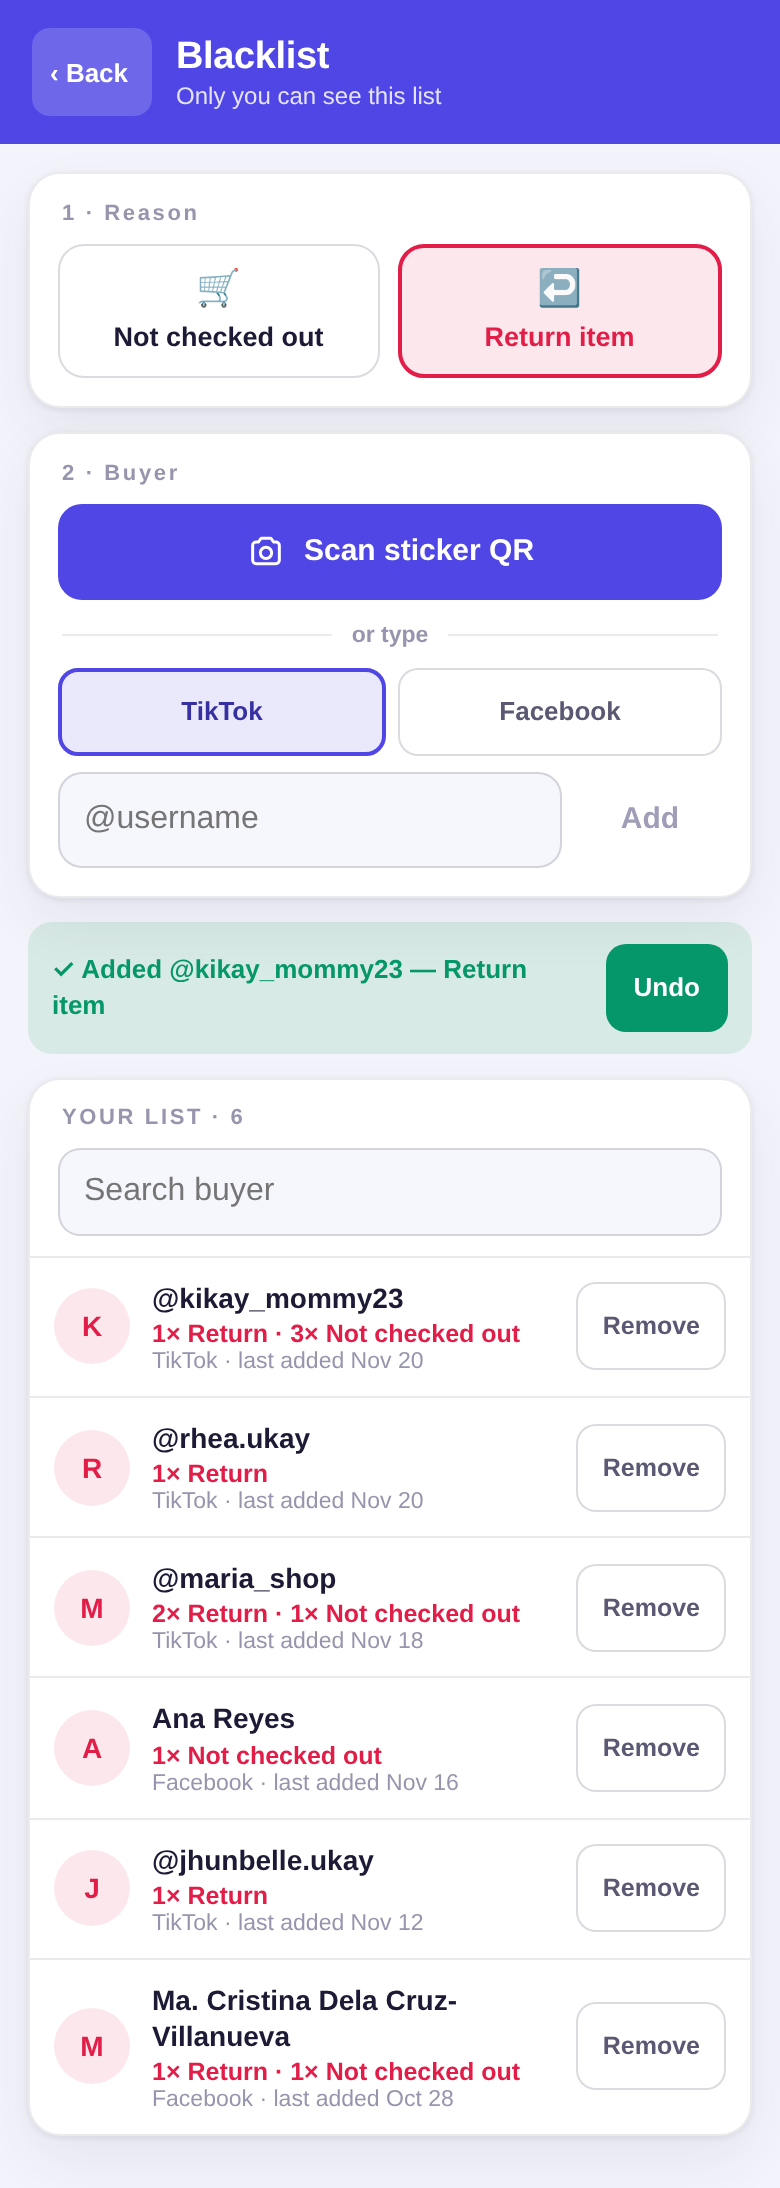 ‹ Back
Blacklist
Only you can see this list
1 · Reason
Not checked out
Return item
2 · Buyer
Scan sticker QR
or type
TikTok
Facebook
@username
Add
✓ Added @kikay_mommy23 — Return
item
Undo
YOUR LIST · 6
Search buyer
K
@kikay_mommy23
1× Return · 3× Not checked out
TikTok · last added Nov 20
Remove
R
@rhea.ukay
1× Return
TikTok · last added Nov 20
Remove
M
@maria_shop
2× Return · 1× Not checked out
TikTok · last added Nov 18
Remove
A
Ana Reyes
1× Not checked out
Facebook · last added Nov 16
Remove
J
@jhunbelle.ukay
1× Return
TikTok · last added Nov 12
Remove
M
Ma. Cristina Dela Cruz-
Villanueva
1× Return · 1× Not checked out
Facebook · last added Oct 28
Remove